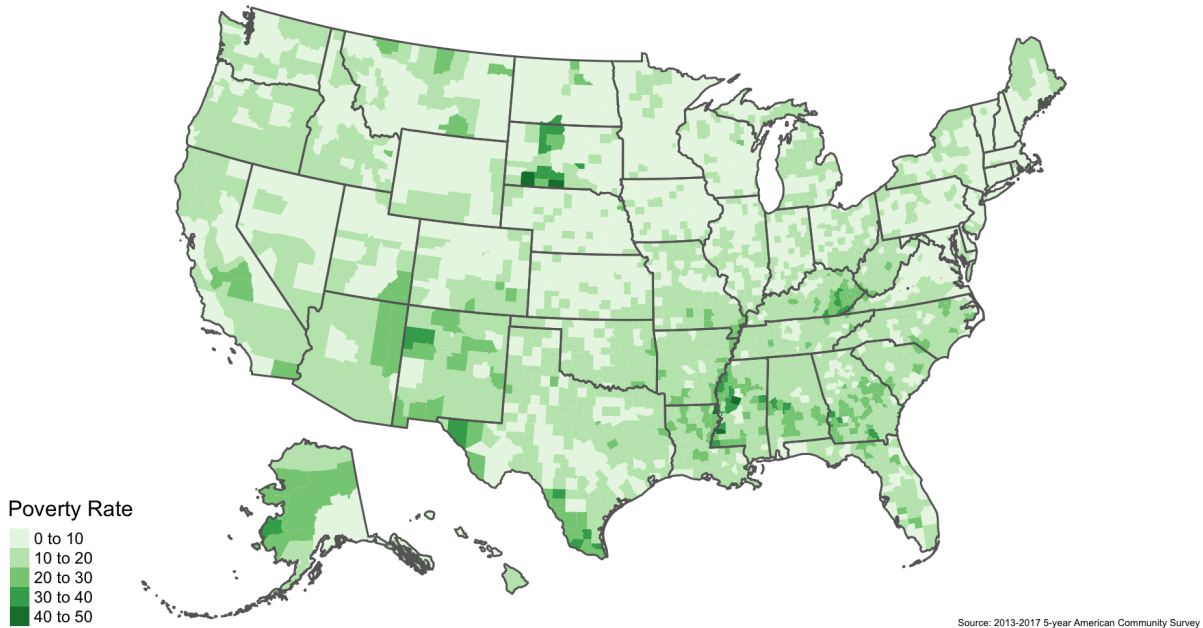 Poverty Rate
0 to 10
10 to 20
20 to 30
30 to 40
40 to 50
Source: 2013-2017 5-year American Community Survey